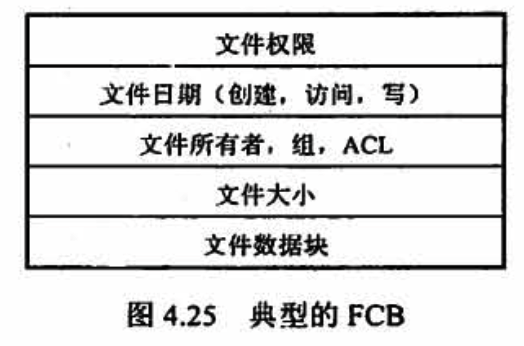 文件权限
文件日期（创建，访问，写）
文件所有者，组，ACL
文件大小
文件数据块
图 4.25 典型的 FCB